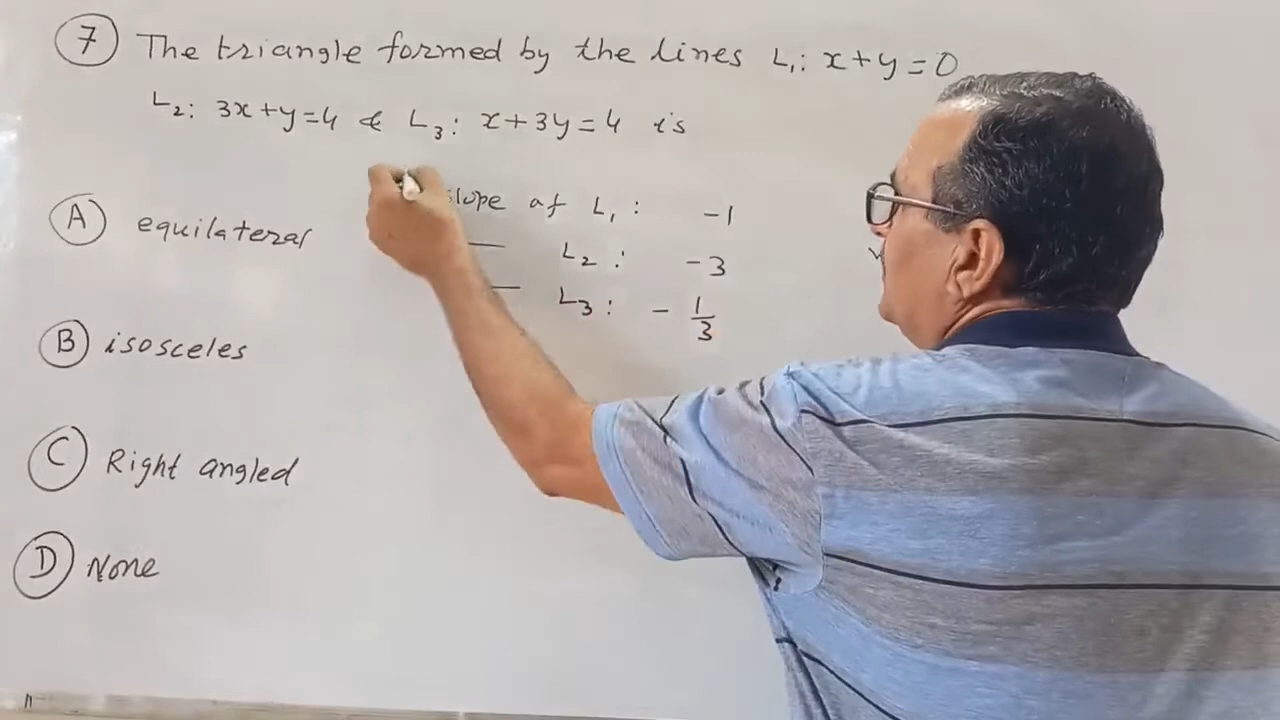 7 The triangle formed by the lines L₁: x+y=0
L₂: 3x+y=4 & L₃: x+3y=4 is
slope of L₁: -1
— L₂: -3
— L₃: - 1/3
A equilateral
B isosceles
C Right angled
D None